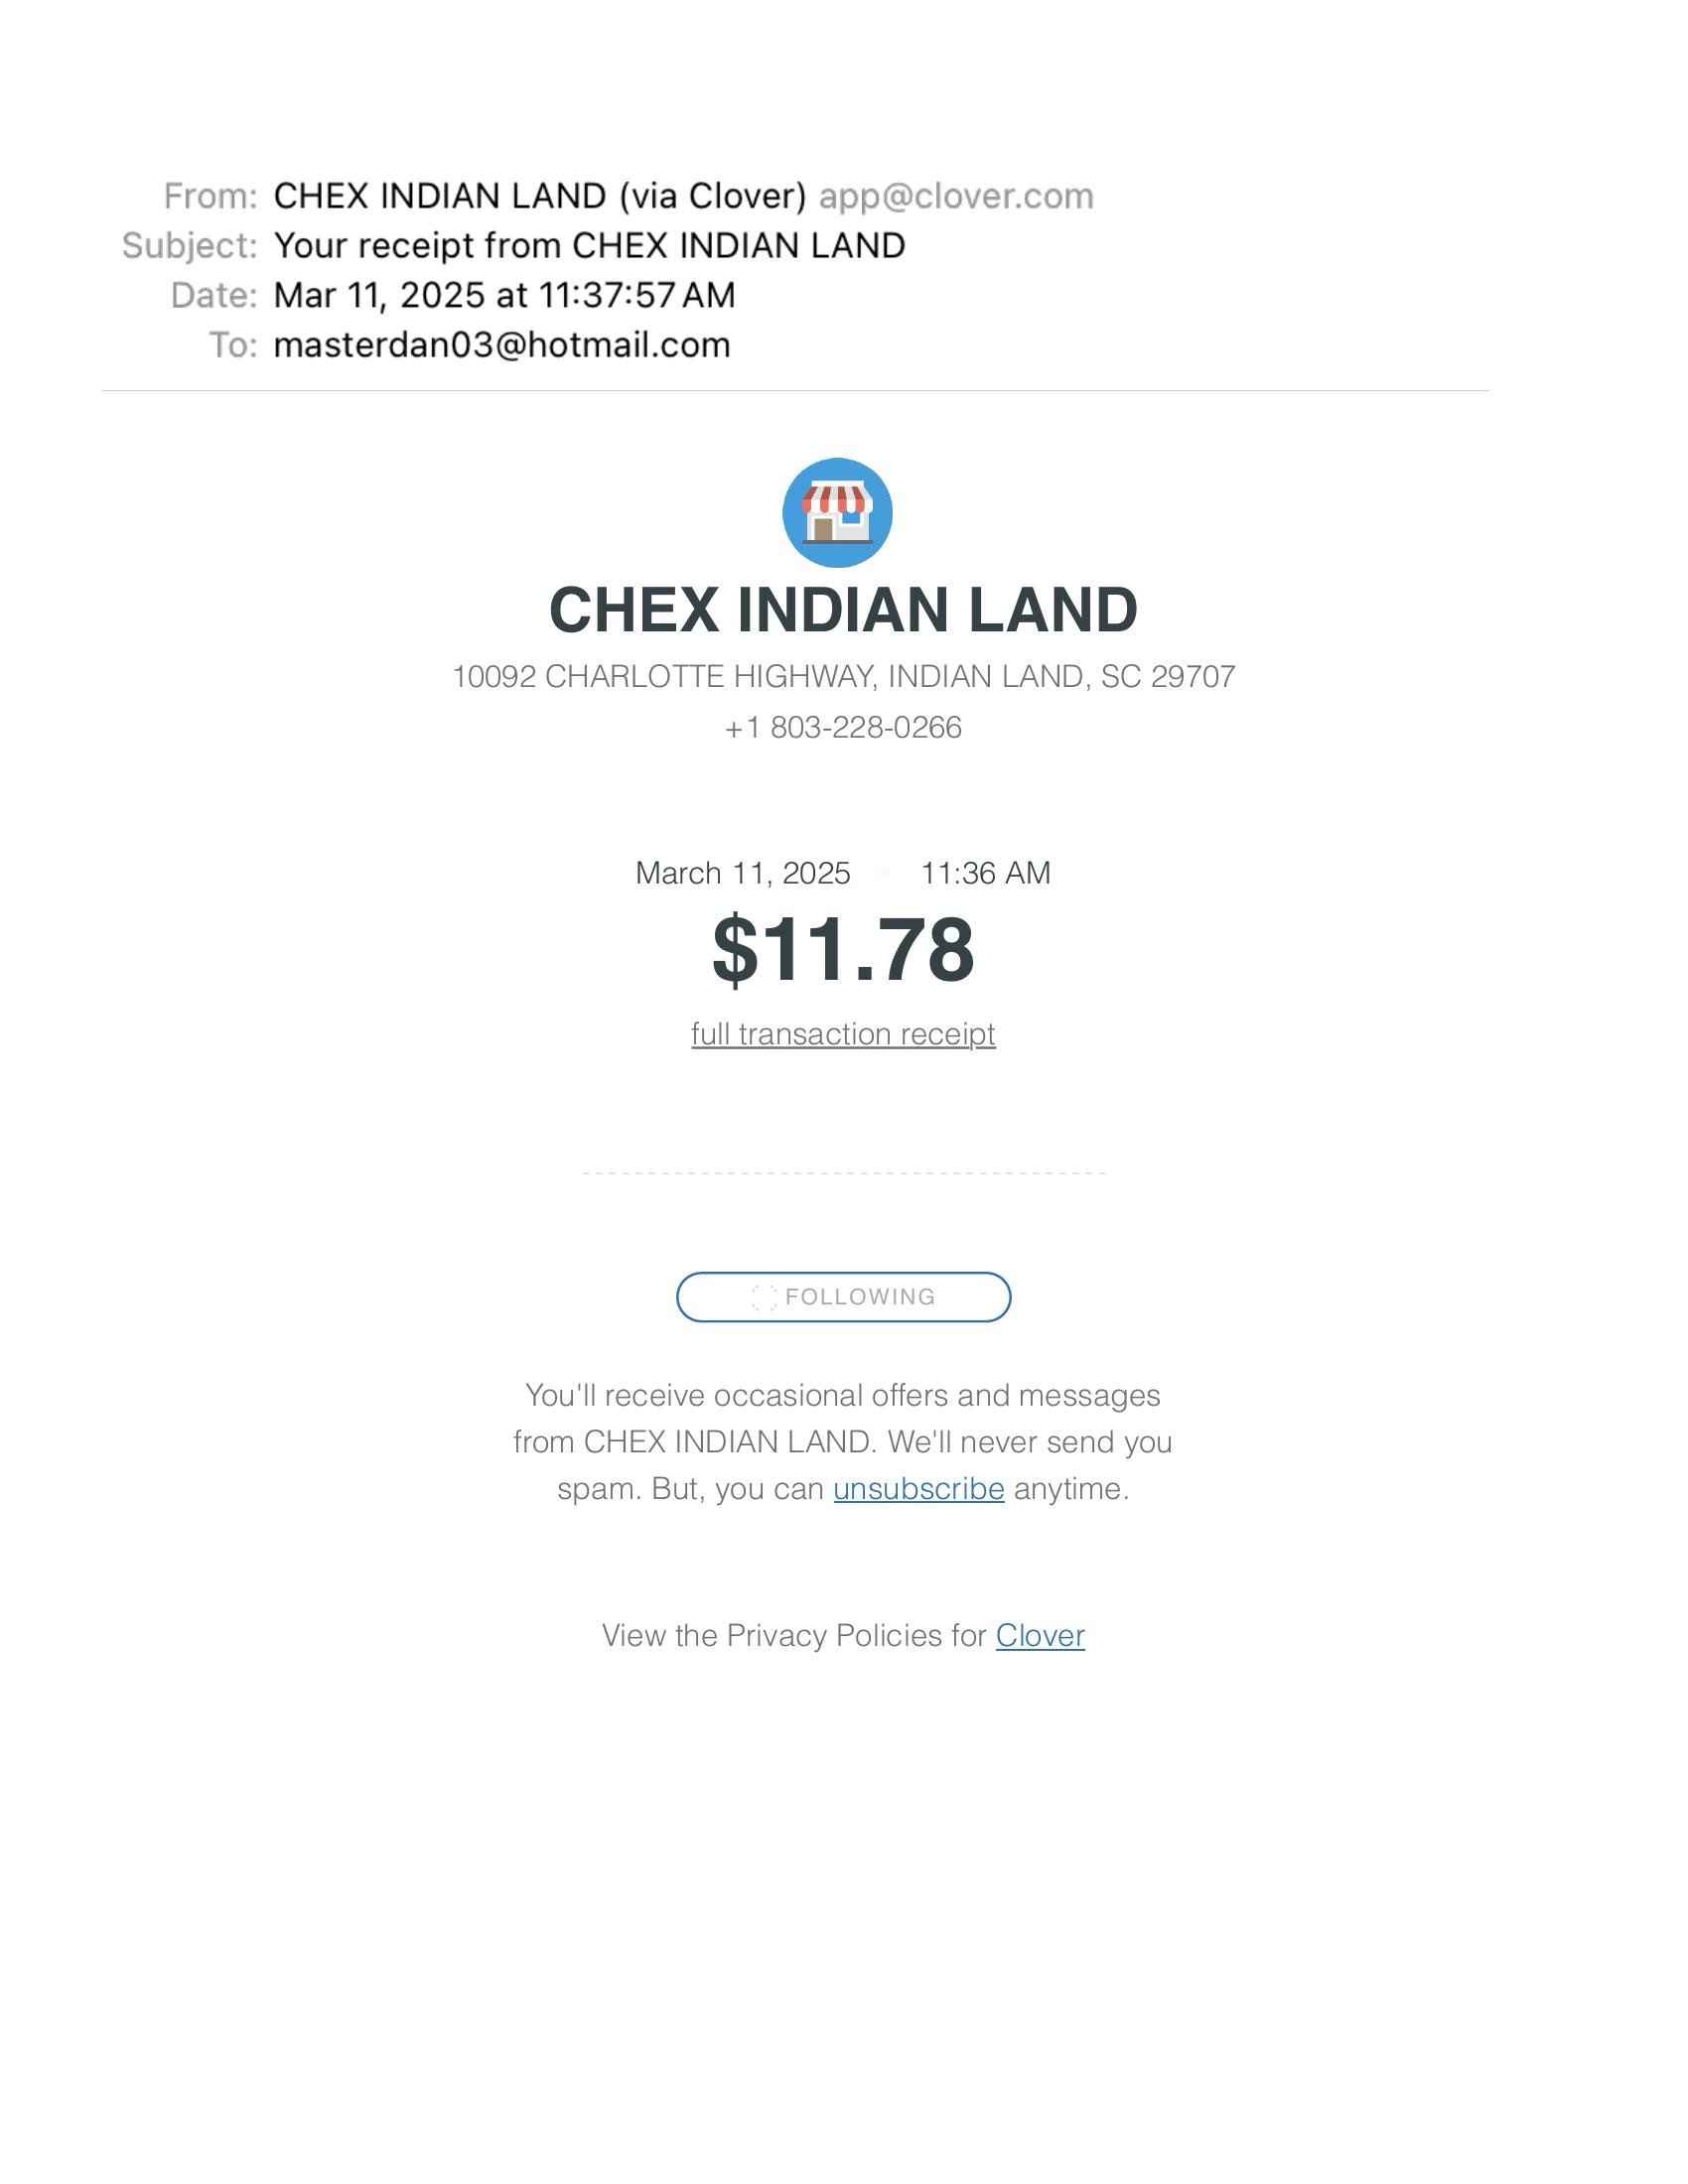 From: CHEX INDIAN LAND (via Clover) app@clover.com
Subject: Your receipt from CHEX INDIAN LAND
Date: Mar 11, 2025 at 11:37:57 AM
To: masterdan03@hotmail.com
CHEX INDIAN LAND
10092 CHARLOTTE HIGHWAY, INDIAN LAND, SC 29707
+1 803-228-0266
March 11, 2025 11:36 AM
$11.78
full transaction receipt
FOLLOWING
You'll receive occasional offers and messages
from CHEX INDIAN LAND. We'll never send you
spam. But, you can unsubscribe anytime.
View the Privacy Policies for Clover